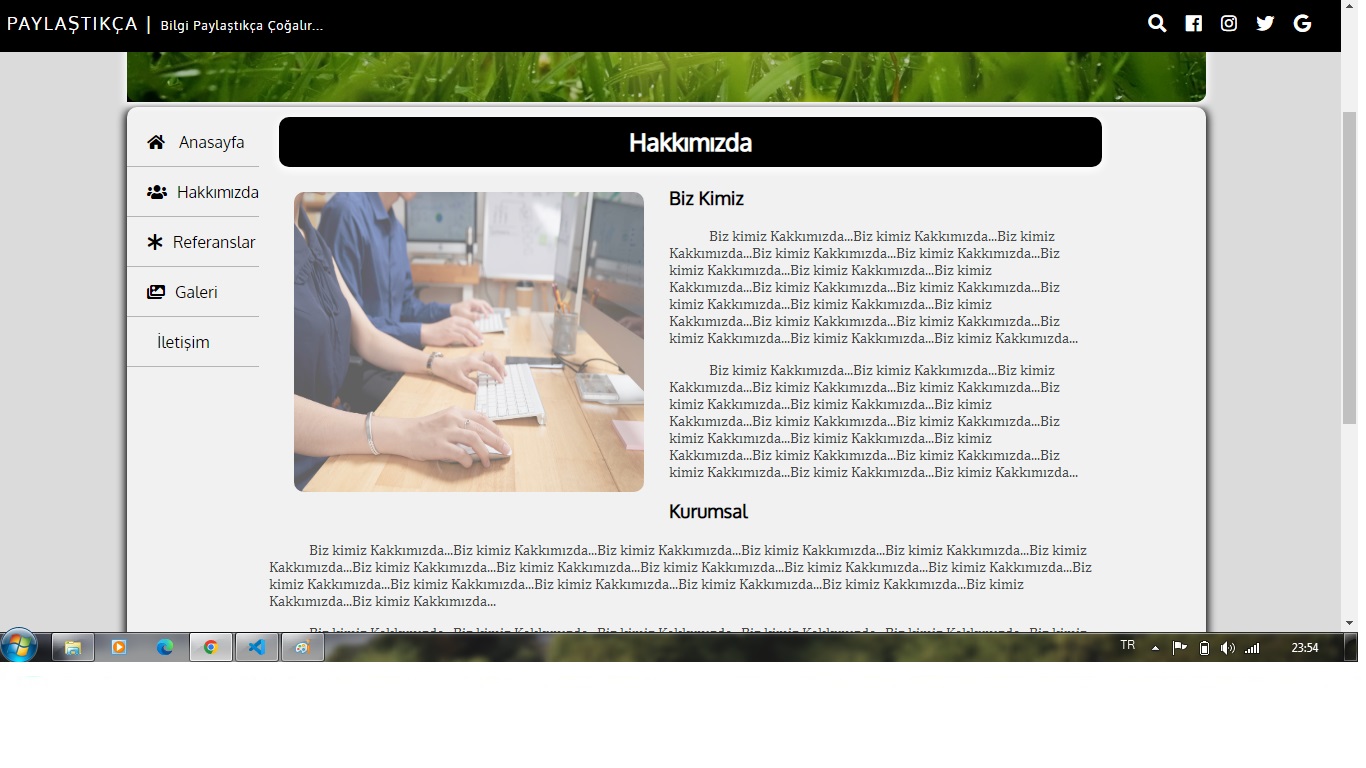 PAYLAŞTIKÇA | Bilgi Paylaştıkça Çoğalır...
Anasayfa
Hakkımızda
Referanslar
Galeri
İletişim
Hakkımızda
Biz Kimiz
Biz kimiz Kakkımızda...Biz kimiz Kakkımızda...Biz kimiz
Kakkımızda...Biz kimiz Kakkımızda...Biz kimiz Kakkımızda...Biz
kimiz Kakkımızda...Biz kimiz Kakkımızda...Biz kimiz
Kakkımızda...Biz kimiz Kakkımızda...Biz kimiz Kakkımızda...Biz
kimiz Kakkımızda...Biz kimiz Kakkımızda...Biz kimiz
Kakkımızda...Biz kimiz Kakkımızda...Biz kimiz Kakkımızda...Biz
kimiz Kakkımızda...Biz kimiz Kakkımızda...Biz kimiz Kakkımızda...
Biz kimiz Kakkımızda...Biz kimiz Kakkımızda...Biz kimiz
Kakkımızda...Biz kimiz Kakkımızda...Biz kimiz Kakkımızda...Biz
kimiz Kakkımızda...Biz kimiz Kakkımızda...Biz kimiz
Kakkımızda...Biz kimiz Kakkımızda...Biz kimiz Kakkımızda...Biz
kimiz Kakkımızda...Biz kimiz Kakkımızda...Biz kimiz
Kakkımızda...Biz kimiz Kakkımızda...Biz kimiz Kakkımızda...Biz
kimiz Kakkımızda...Biz kimiz Kakkımızda...Biz kimiz Kakkımızda...
Kurumsal
Biz kimiz Kakkımızda...Biz kimiz Kakkımızda...Biz kimiz Kakkımızda...Biz kimiz Kakkımızda...Biz kimiz Kakkımızda...Biz kimiz
Kakkımızda...Biz kimiz Kakkımızda...Biz kimiz Kakkımızda...Biz kimiz Kakkımızda...Biz kimiz Kakkımızda...Biz kimiz Kakkımızda...Biz
kimiz Kakkımızda...Biz kimiz Kakkımızda...Biz kimiz Kakkımızda...Biz kimiz Kakkımızda...Biz kimiz Kakkımızda...Biz kimiz
Kakkımızda...Biz kimiz Kakkımızda...
TR
23:54